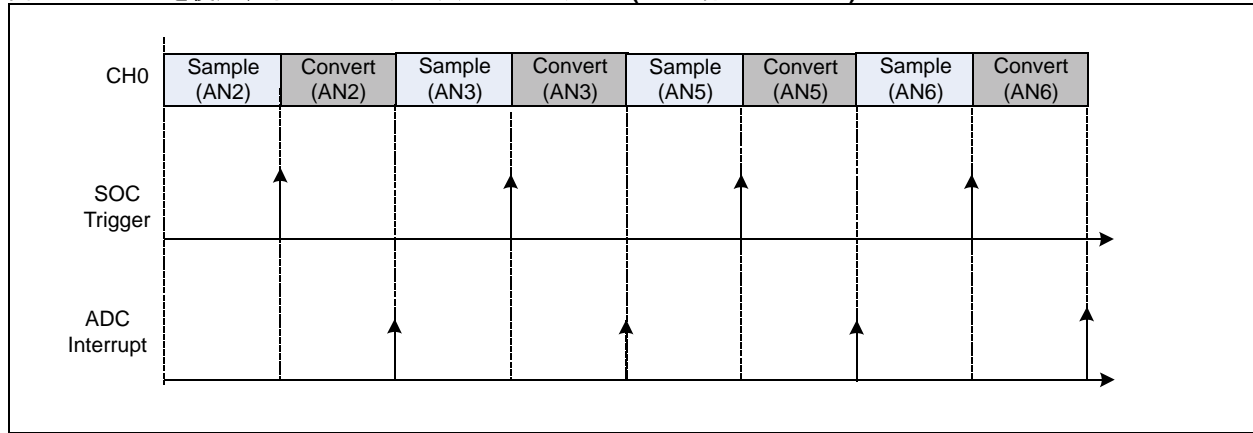 CH0
Sample (AN2)
Convert (AN2)
Sample (AN3)
Convert (AN3)
Sample (AN5)
Convert (AN5)
Sample (AN6)
Convert (AN6)
SOC
Trigger
ADC
Interrupt